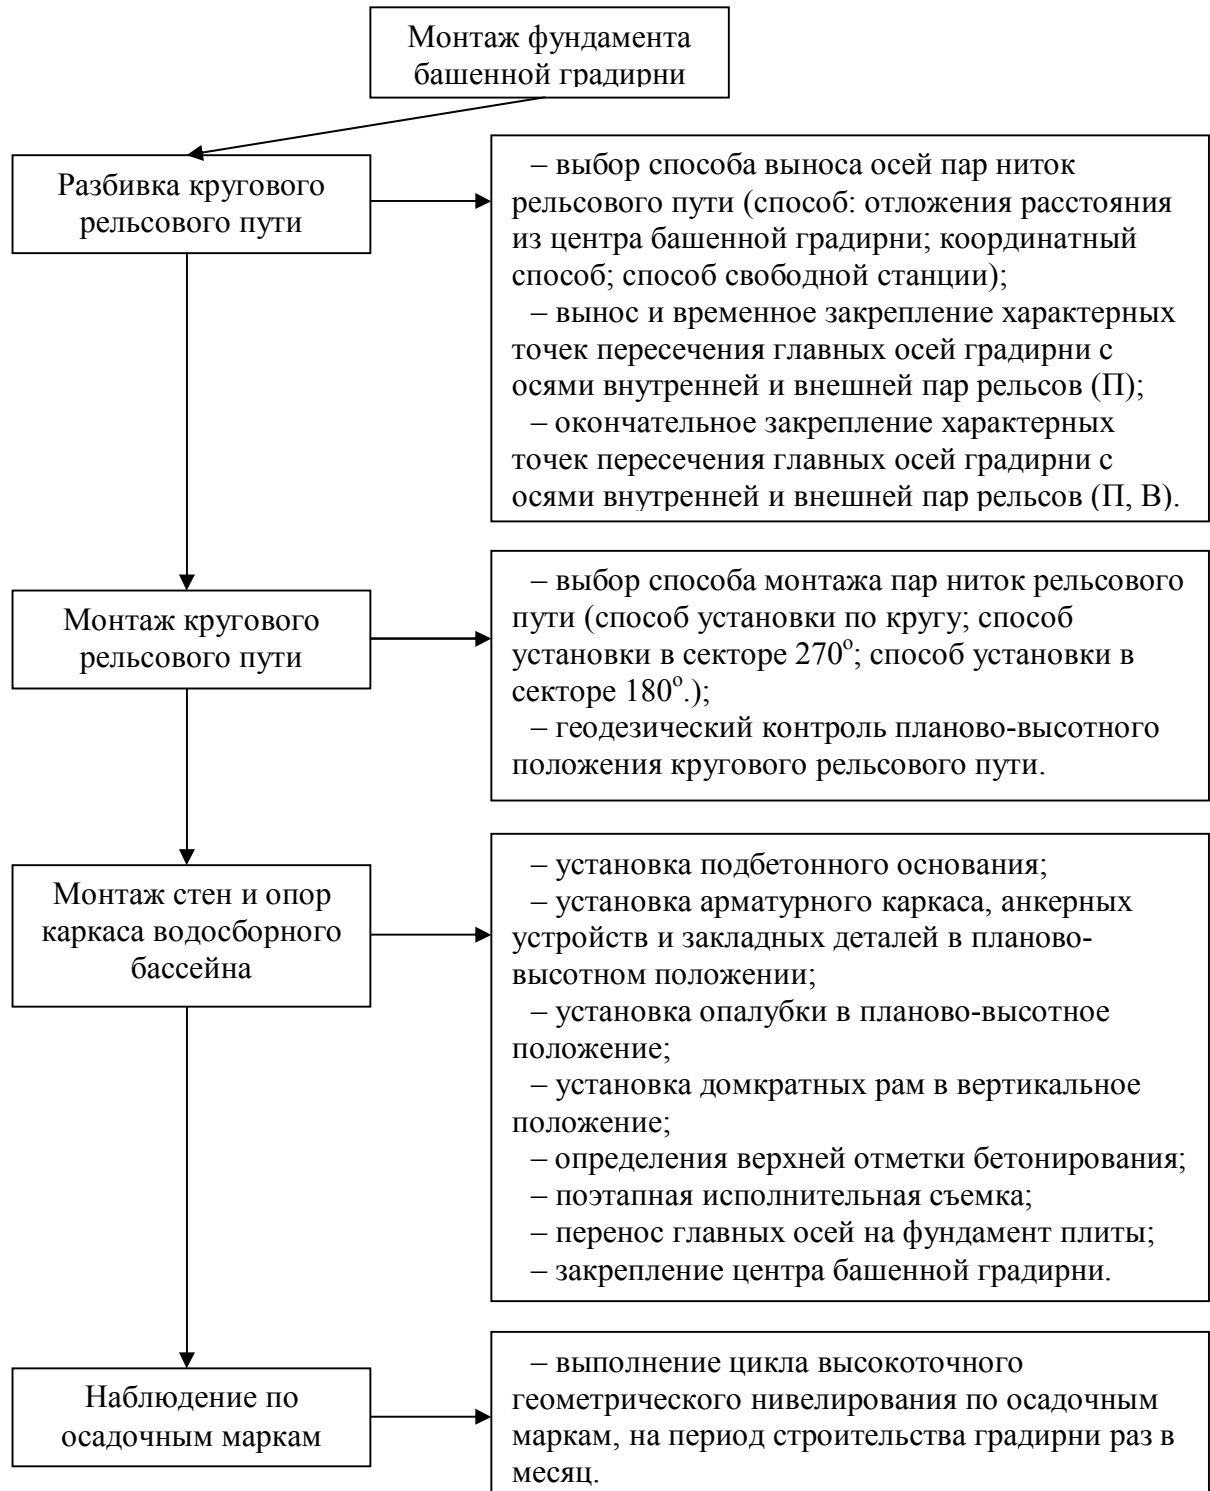 Монтаж фундамента
башенной градирни
Разбивка кругового
рельсового пути
– выбор способа выноса осей пар ниток
рельсового пути (способ: отложения расстояния
из центра башенной градирни; координатный
способ; способ свободной станции);
– вынос и временное закрепление характерных
точек пересечения главных осей градирни с
осями внутренней и внешней пар рельсов (П);
– окончательное закрепление характерных
точек пересечения главных осей градирни с
осями внутренней и внешней пар рельсов (П, В).
Монтаж кругового
рельсового пути
– выбор способа монтажа пар ниток рельсового
пути (способ установки по кругу; способ
установки в секторе 270°; способ установки в
секторе 180°.);
– геодезический контроль планово-высотного
положения кругового рельсового пути.
Монтаж стен и опор
каркаса водосборного
бассейна
– установка подбетонного основания;
– установка арматурного каркаса, анкерных
устройств и закладных деталей в планово-
высотном положении;
– установка опалубки в планово-высотное
положение;
– установка домкратных рам в вертикальное
положение;
– определения верхней отметки бетонирования;
– поэтапная исполнительная съемка;
– перенос главных осей на фундамент плиты;
– закрепление центра башенной градирни.
Наблюдение по
осадочным маркам
– выполнение цикла высокоточного
геометрического нивелирования по осадочным
маркам, на период строительства градирни раз в
месяц.